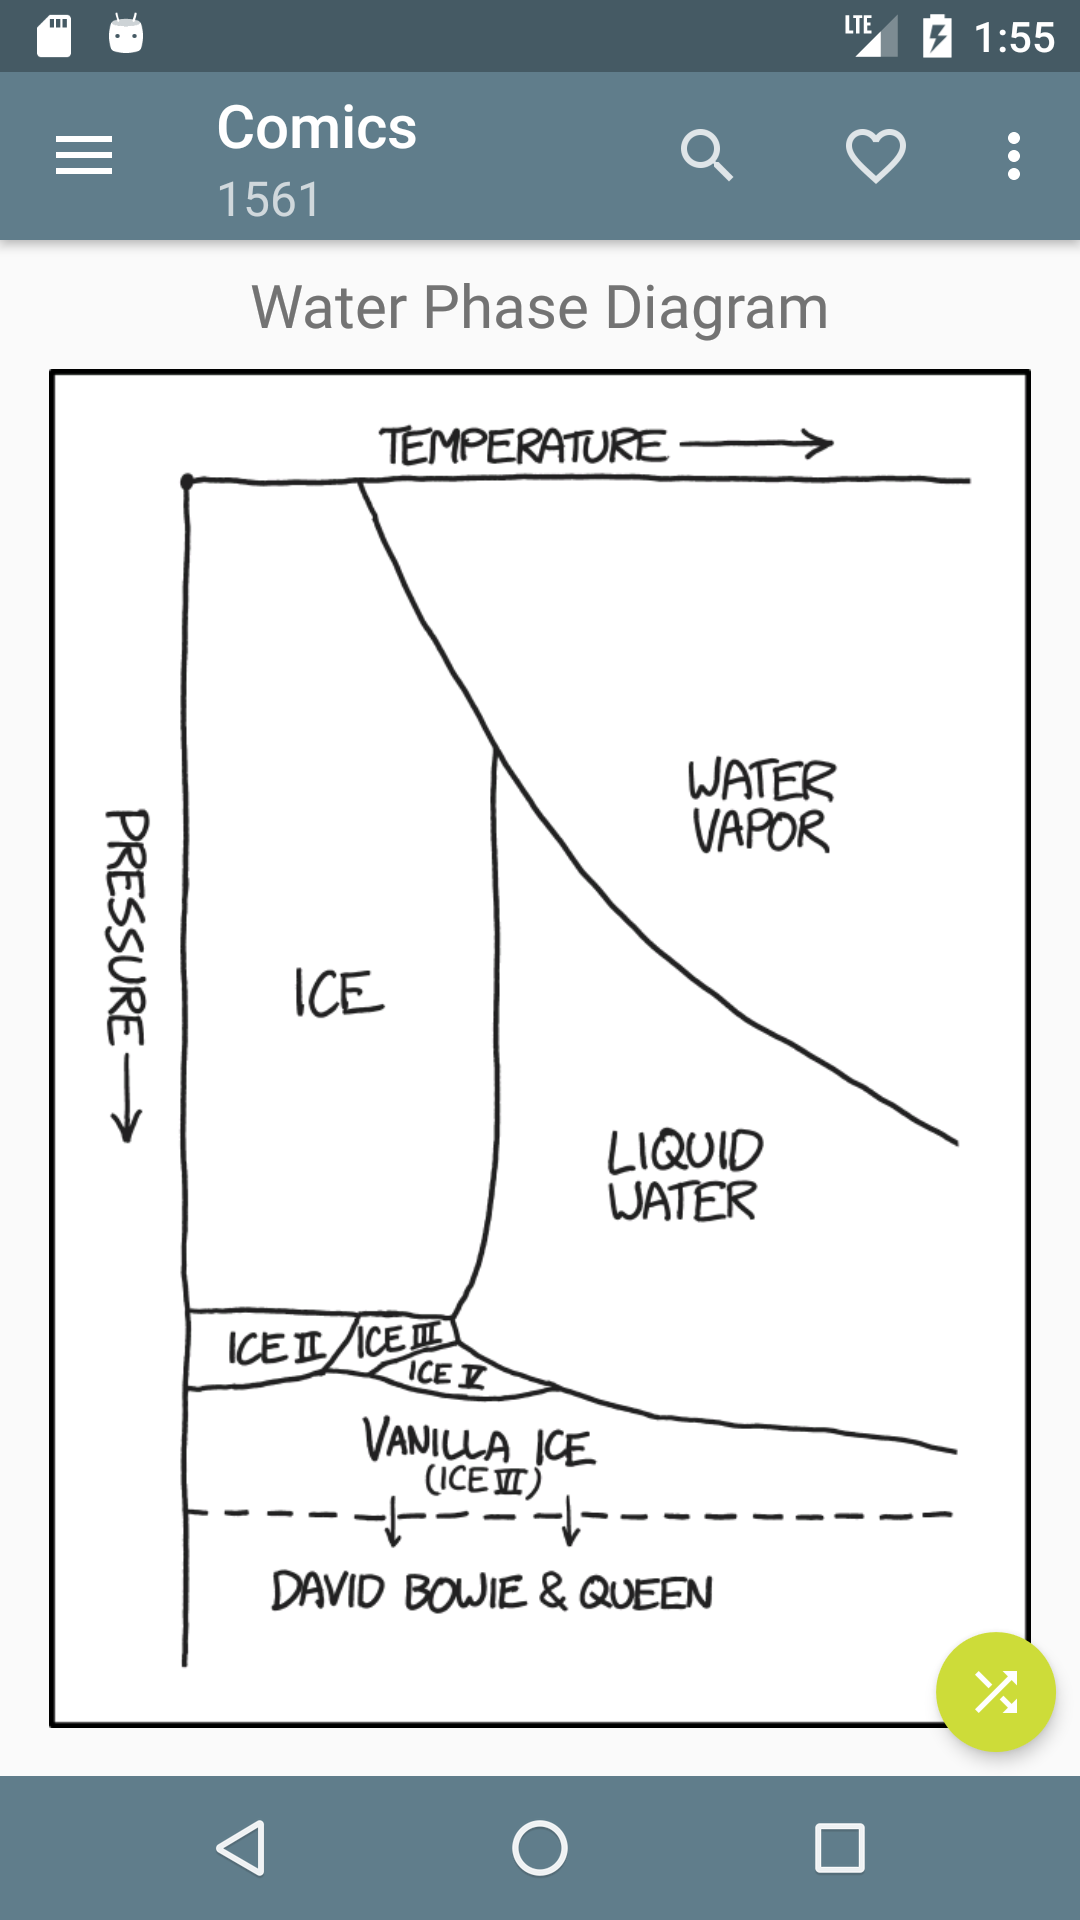 LTE 1:55
Comics
1561
Water Phase Diagram
TEMPERATURE
PRESSURE
WATER
VAPOR
ICE
LIQUID
WATER
ICE II
ICE III
ICE V
VANILLA ICE
(ICE VI)
DAVID BOWIE & QUEEN